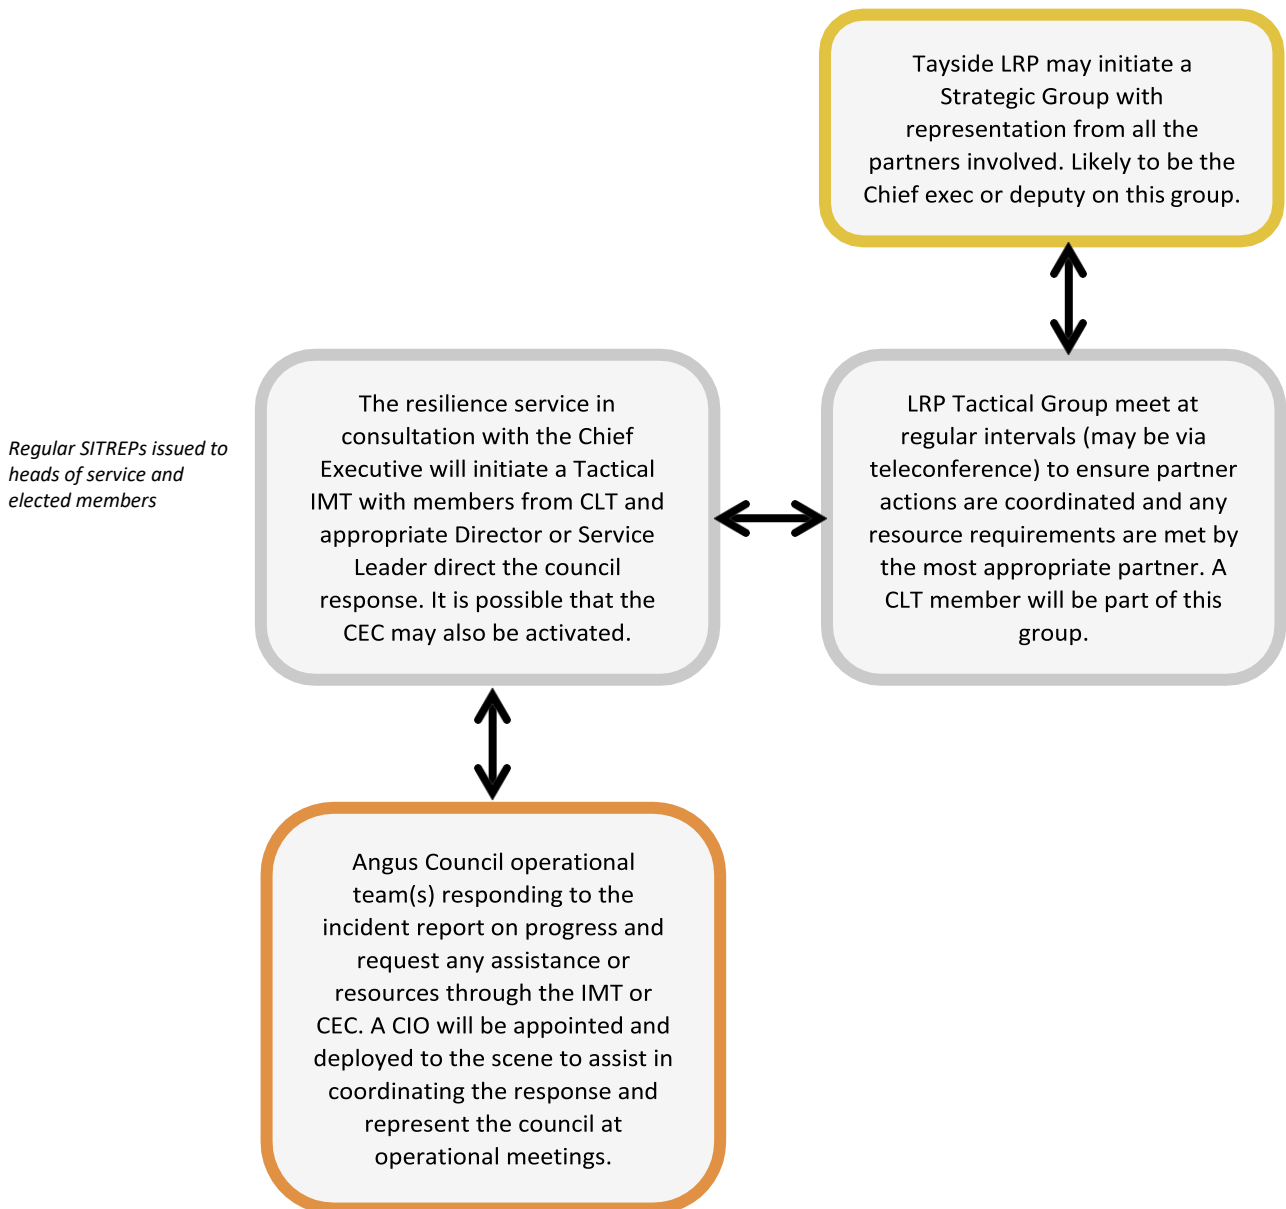 Tayside LRP may initiate a
Strategic Group with
representation from all the
partners involved. Likely to be the
Chief exec or deputy on this group.
Regular SITREPs issued to
heads of service and
elected members
The resilience service in
consultation with the Chief
Executive will initiate a Tactical
IMT with members from CLT and
appropriate Director or Service
Leader direct the council
response. It is possible that the
CEC may also be activated.
LRP Tactical Group meet at
regular intervals (may be via
teleconference) to ensure partner
actions are coordinated and any
resource requirements are met by
the most appropriate partner. A
CLT member will be part of this
group.
Angus Council operational
team(s) responding to the
incident report on progress and
request any assistance or
resources through the IMT or
CEC. A CIO will be appointed and
deployed to the scene to assist in
coordinating the response and
represent the council at
operational meetings.